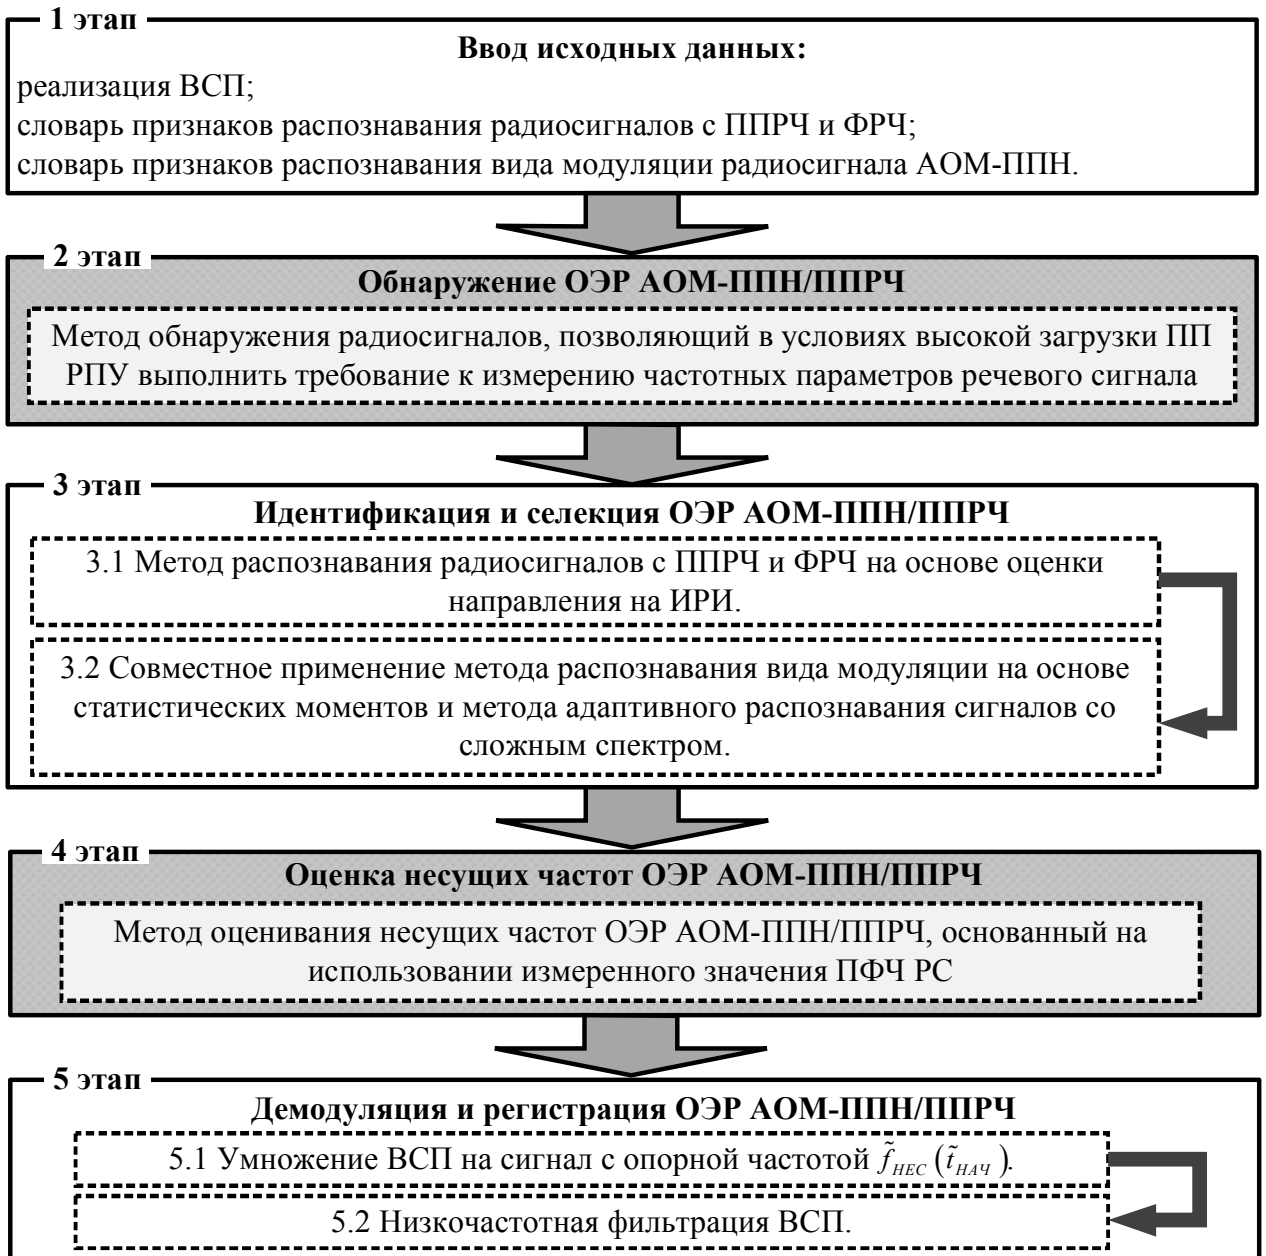 1 этап
Ввод исходных данных:
реализация ВСП;
словарь признаков распознавания радиосигналов с ППРЧ и ФРЧ;
словарь признаков распознавания вида модуляции радиосигнала АОМ-ППН.
2 этап
Обнаружение ОЭР АОМ-ППН/ППРЧ
Метод обнаружения радиосигналов, позволяющий в условиях высокой загрузки ПП
РПУ выполнить требование к измерению частотных параметров речевого сигнала
3 этап
Идентификация и селекция ОЭР АОМ-ППН/ППРЧ
3.1 Метод распознавания радиосигналов с ППРЧ и ФРЧ на основе оценки
направления на ИРИ.
3.2 Совместное применение метода распознавания вида модуляции на основе
статистических моментов и метода адаптивного распознавания сигналов со
сложным спектром.
4 этап
Оценка несущих частот ОЭР АОМ-ППН/ППРЧ
Метод оценивания несущих частот ОЭР АОМ-ППН/ППРЧ, основанный на
использовании измеренного значения ПФЧ РС
5 этап
Демодуляция и регистрация ОЭР АОМ-ППН/ППРЧ
5.1 Умножение ВСП на сигнал с опорной частотой f̃_НЕС (t̃_НАЧ).
5.2 Низкочастотная фильтрация ВСП.